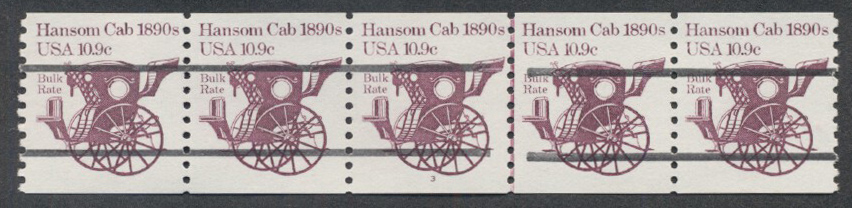 Hansom Cab 1890s Hansom Cab 1890s Hansom Cab 1890s Hansom Cab 1890s Hansom Cab 1890s
USA 10.9c USA 10.9c USA 10.9c USA 10.9c USA 10.9c
Bulk Bulk Bulk Bulk Bulk
Rate Rate Rate Rate Rate
3